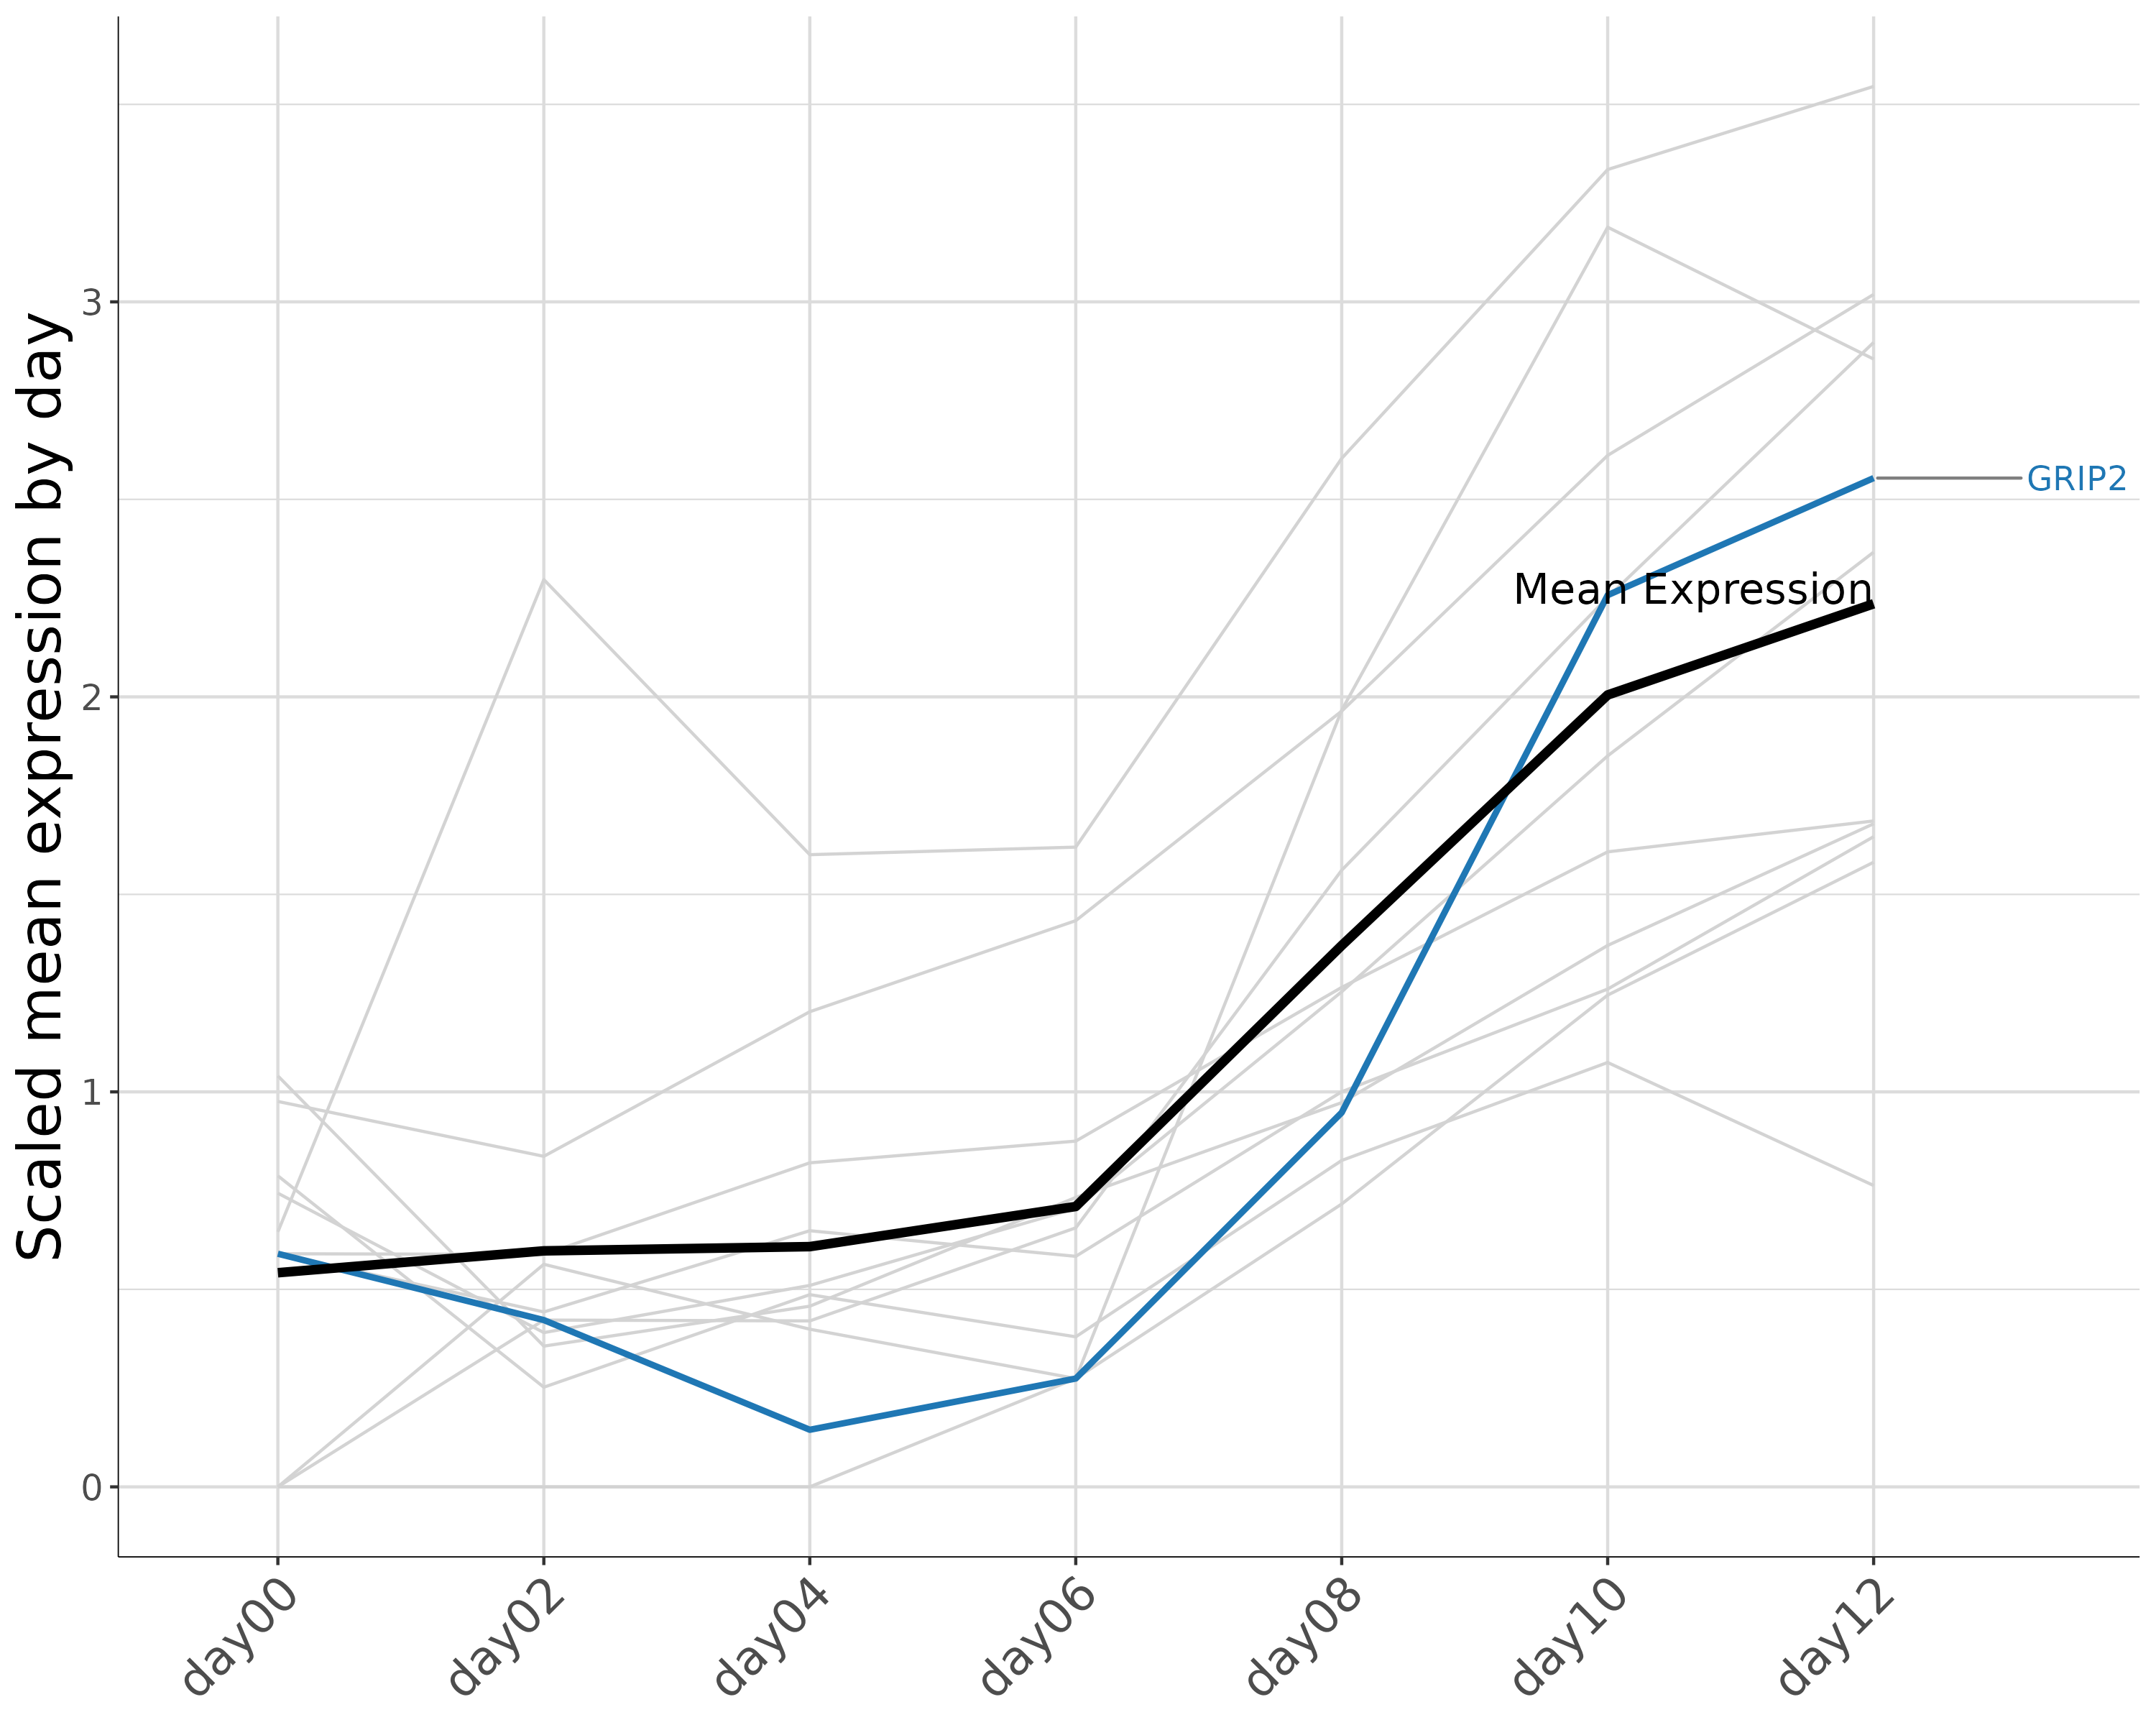 Scaled mean expression by day
3
2
1
0
GRIP2
Mean Expression
day00
day02
day04
day06
day08
day10
day12